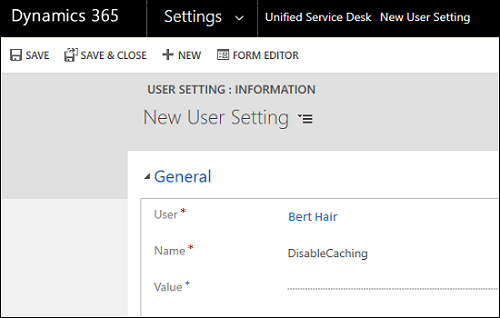 Dynamics 365 Settings Unified Service Desk New User Setting
SAVE SAVE & CLOSE NEW FORM EDITOR
USER SETTING : INFORMATION
New User Setting
General
User * Bert Hair
Name * DisableCaching
Value *